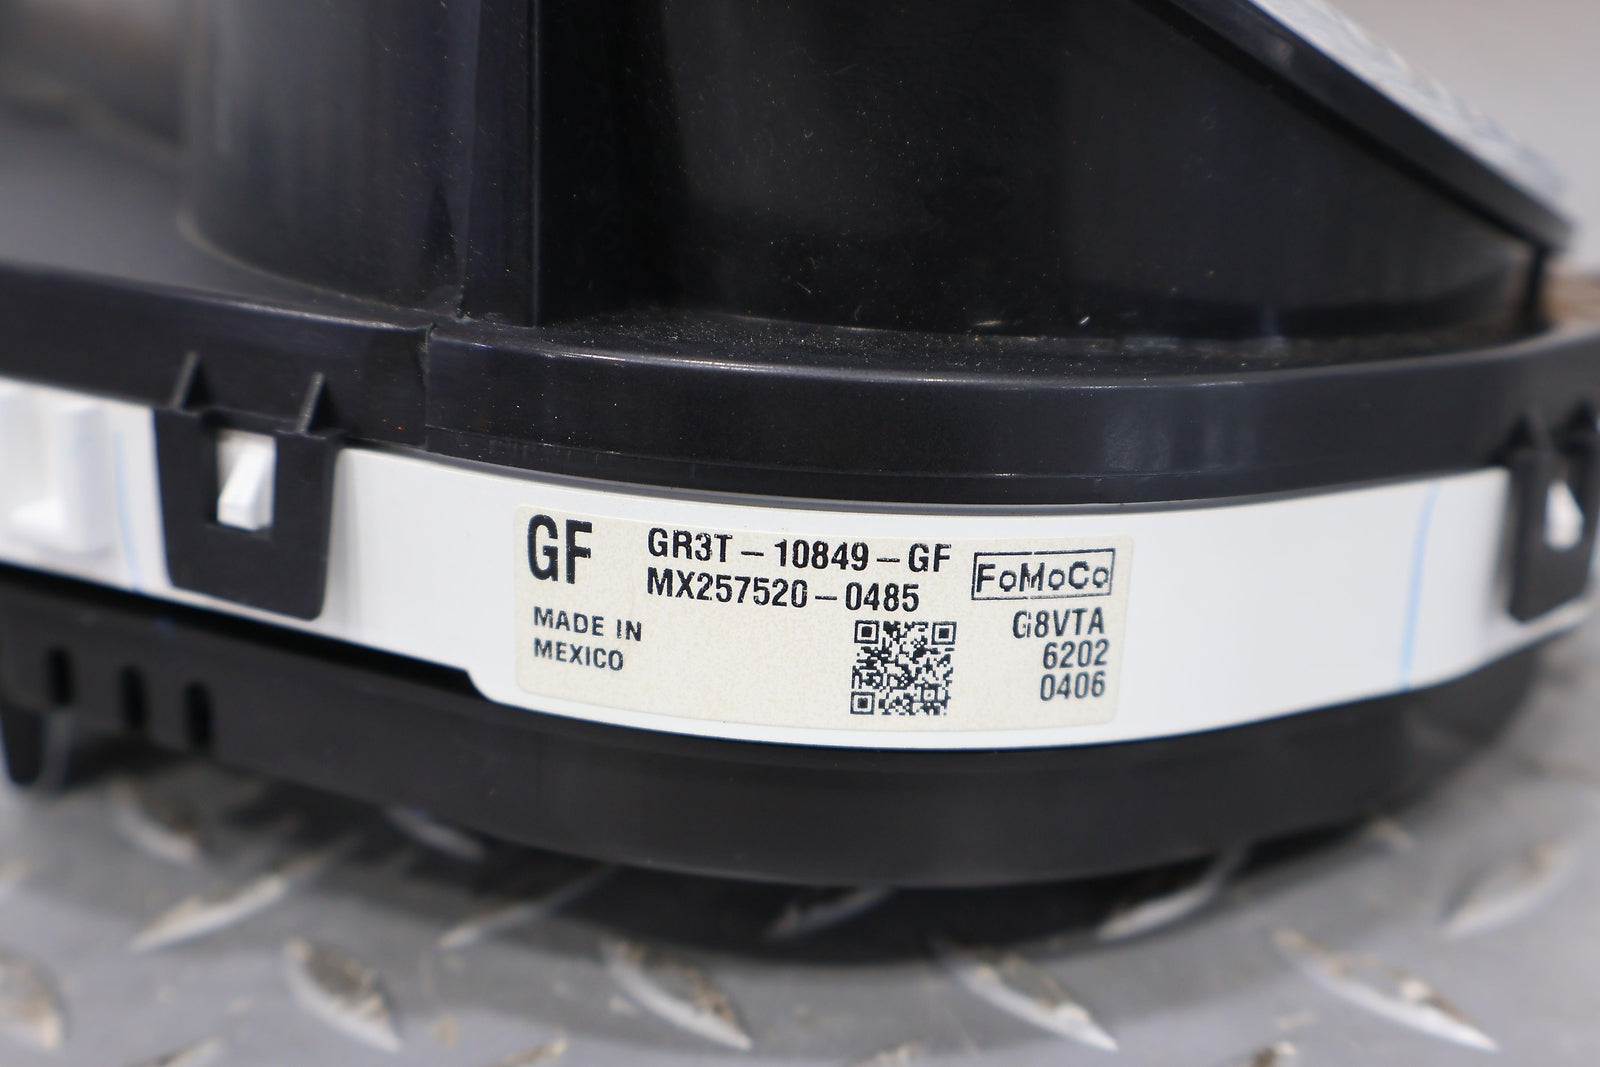 GF
GR3T-10849-GF
MX257520-0485
FoMoCo
MADE IN
MEXICO
G8VTA
6202
0406